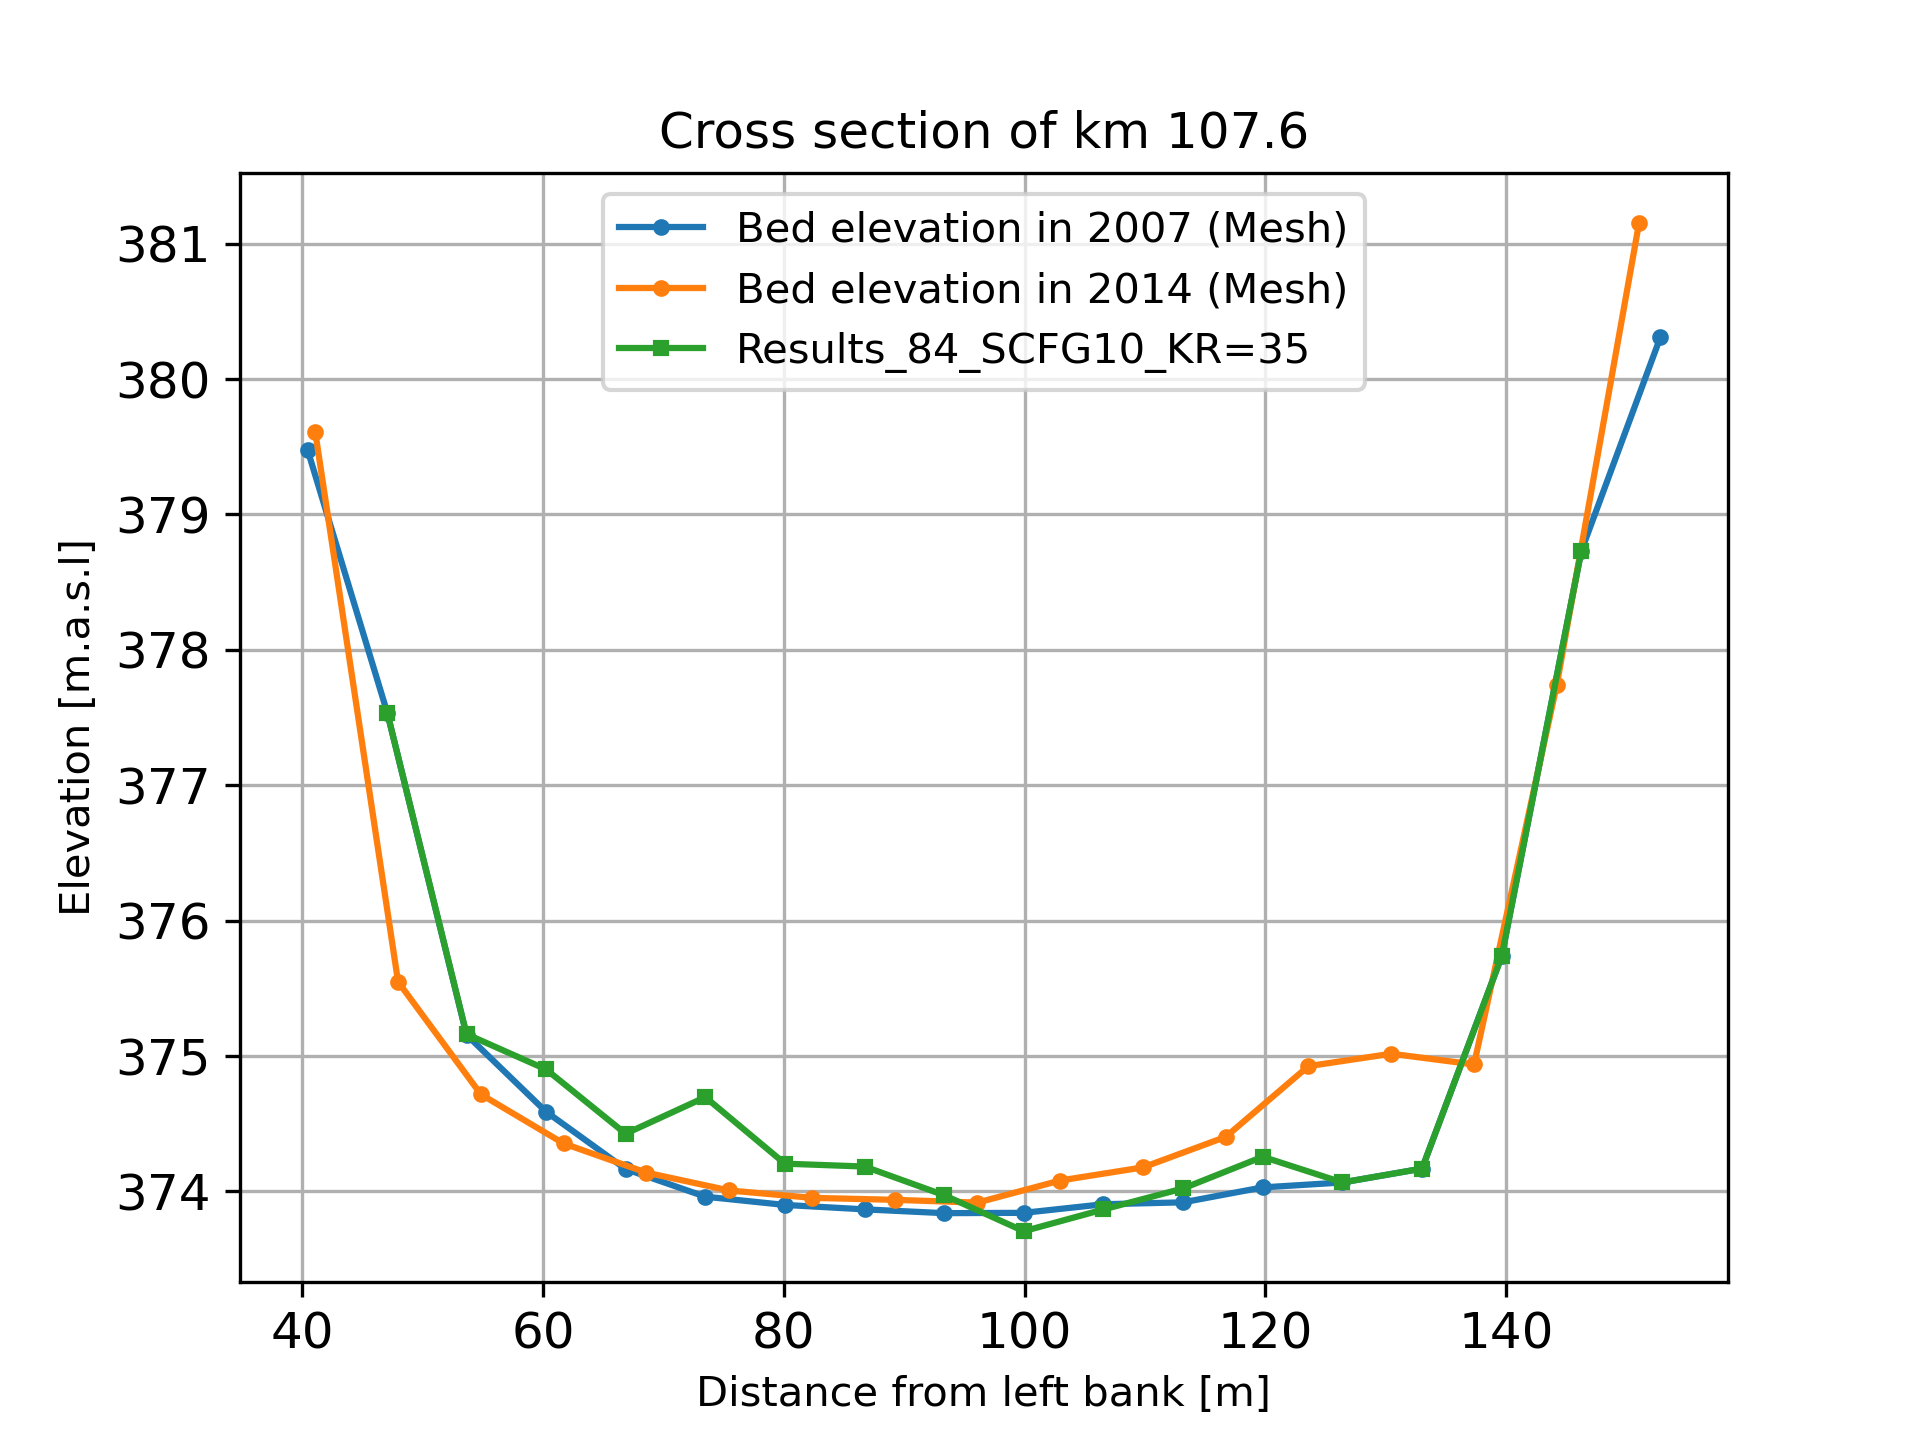 Cross section of km 107.6
Bed elevation in 2007 (Mesh)
Bed elevation in 2014 (Mesh)
Results_84_SCFG10_KR=35
381
380
379
378
377
376
375
374
Elevation [m.a.s.l]
40 60 80 100 120 140
Distance from left bank [m]